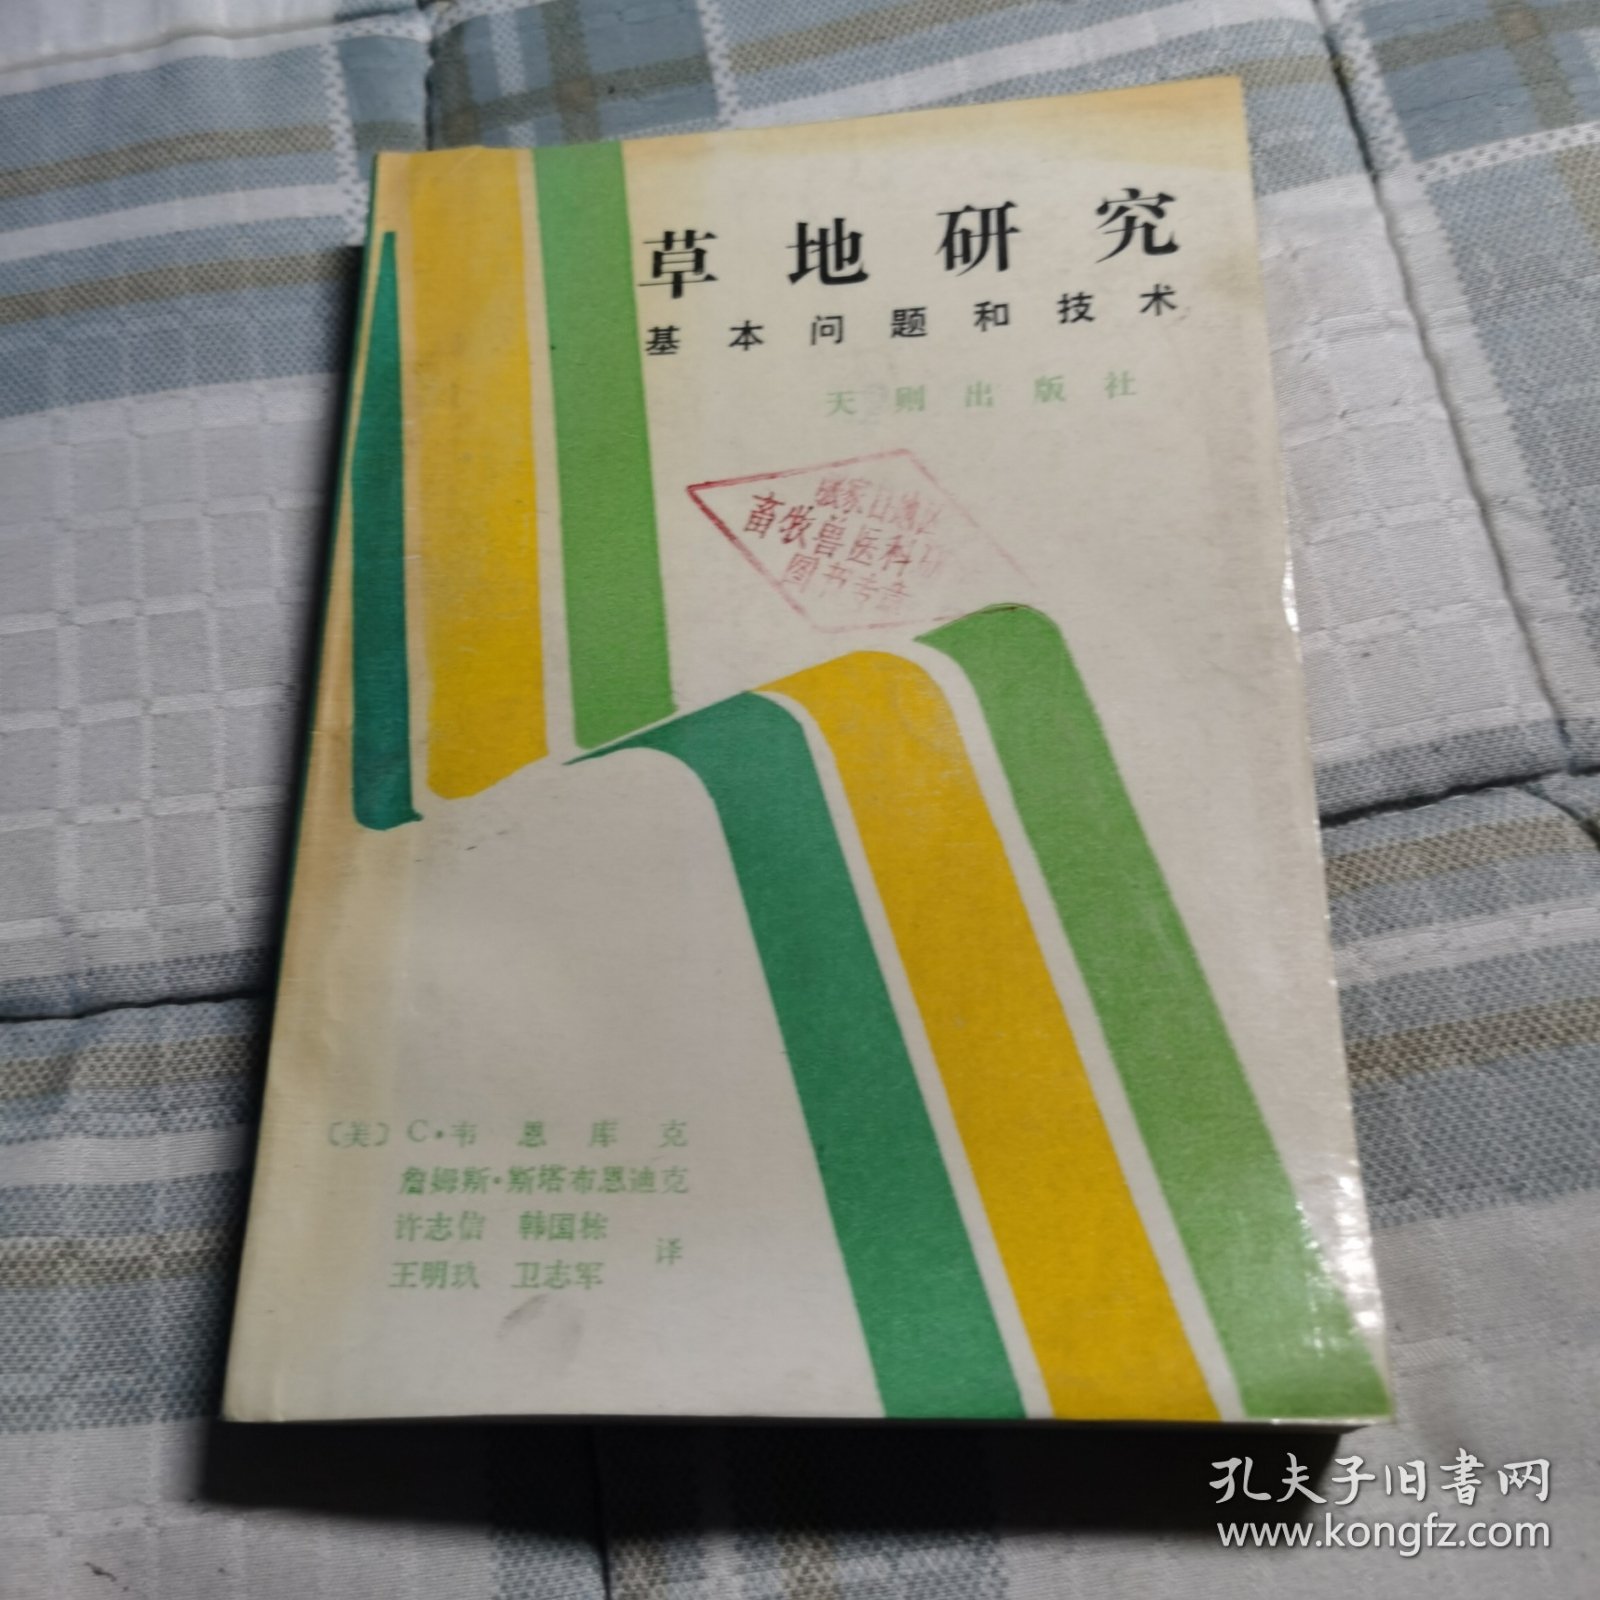 草地研究
基本问题和技术
天则出版社
畜牧兽医科研
图书专
〔美〕C·韦恩库克
詹姆斯·斯塔布恩迪克
许志信 韩国栋
王明玖 卫志军
译
孔夫子旧书网
www.kongfz.com